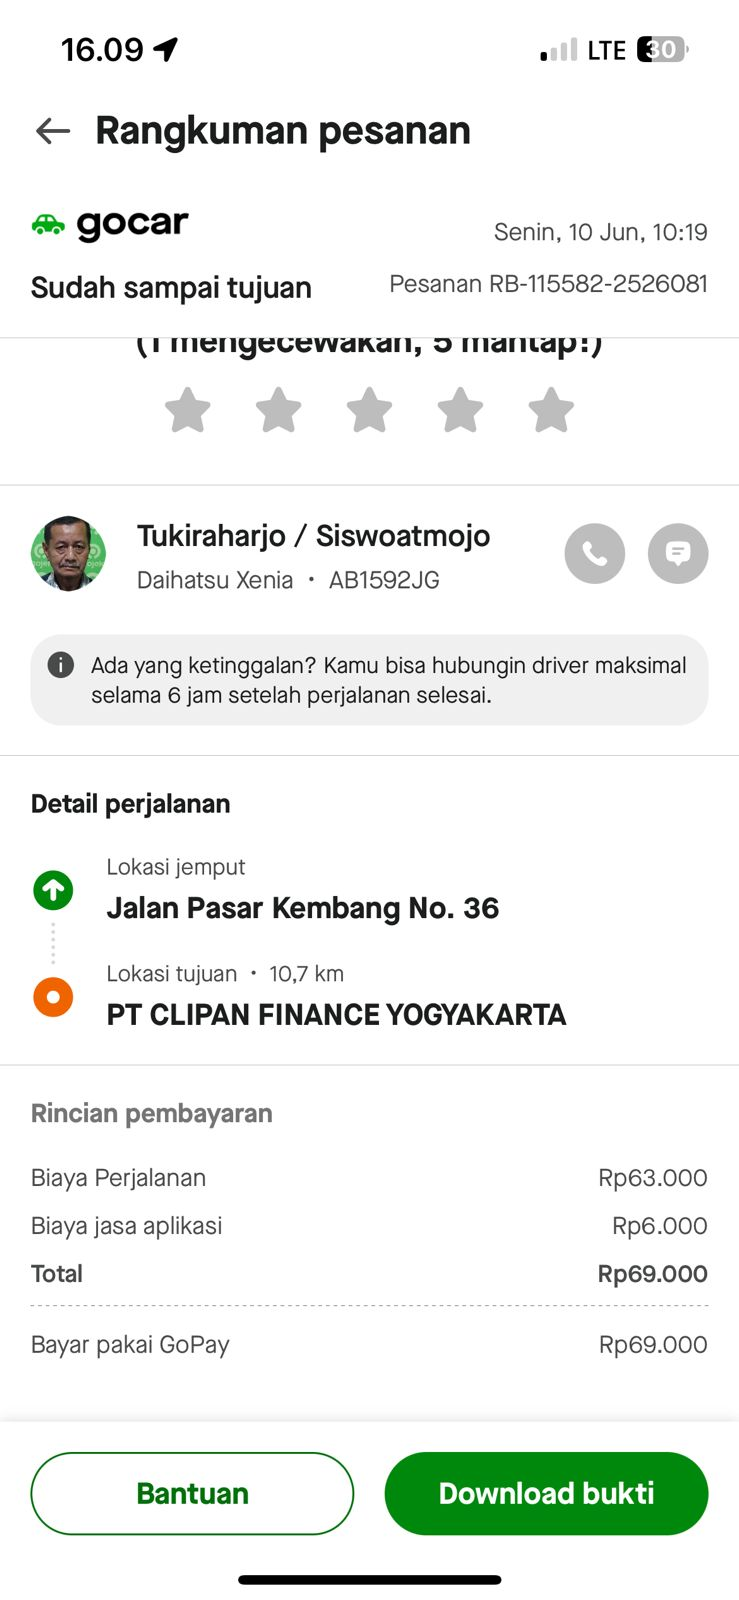 16.09
LTE 30
Rangkuman pesanan
gocar
Senin, 10 Jun, 10:19
Sudah sampai tujuan
Pesanan RB-115582-2526081
(1 mengecewakan, 5 mantap!)
Tukiraharjo / Siswoatmojo
Daihatsu Xenia • AB1592JG
Ada yang ketinggalan? Kamu bisa hubungin driver maksimal
selama 6 jam setelah perjalanan selesai.
Detail perjalanan
Lokasi jemput
Jalan Pasar Kembang No. 36
Lokasi tujuan • 10,7 km
PT CLIPAN FINANCE YOGYAKARTA
Rincian pembayaran
Biaya Perjalanan Rp63.000
Biaya jasa aplikasi Rp6.000
Total Rp69.000
Bayar pakai GoPay Rp69.000
Bantuan
Download bukti